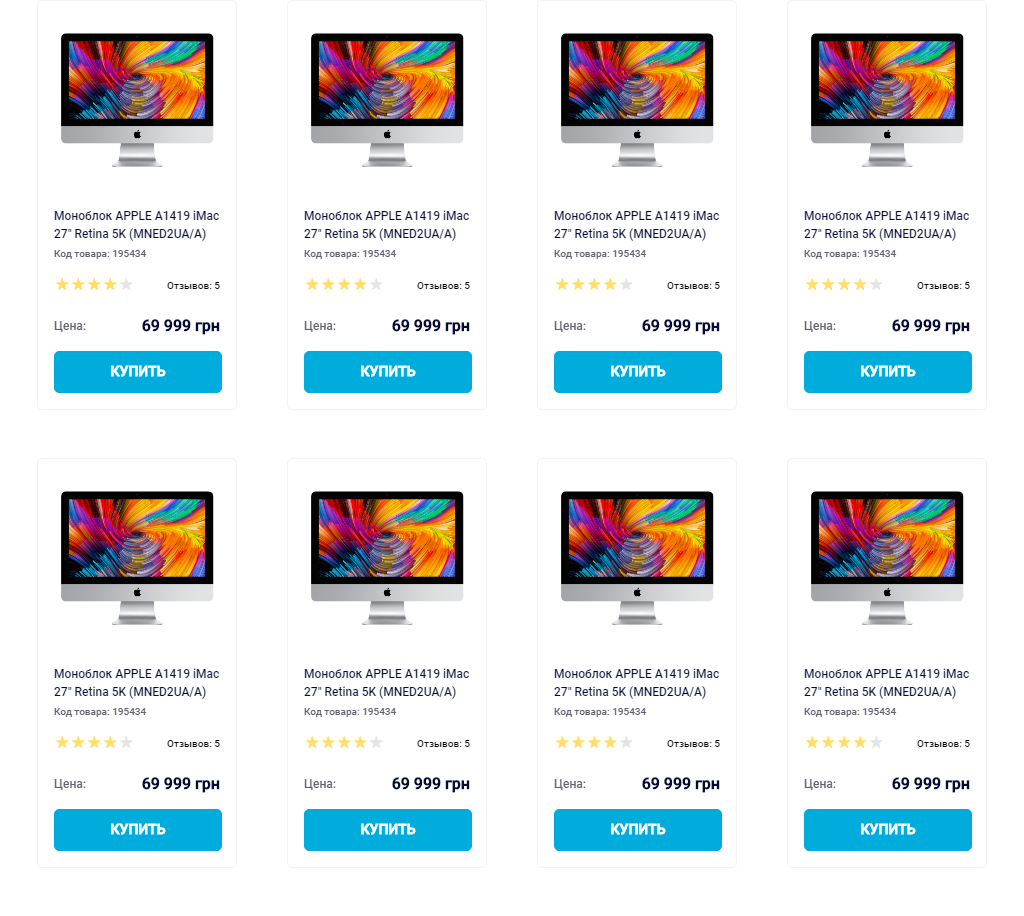 Моноблок APPLE A1419 iMac
27" Retina 5K (MNED2UA/A)
Код товара: 195434
Отзывов: 5
Цена: 69 999 грн
КУПИТЬ
Моноблок APPLE A1419 iMac
27" Retina 5K (MNED2UA/A)
Код товара: 195434
Отзывов: 5
Цена: 69 999 грн
КУПИТЬ
Моноблок APPLE A1419 iMac
27" Retina 5K (MNED2UA/A)
Код товара: 195434
Отзывов: 5
Цена: 69 999 грн
КУПИТЬ
Моноблок APPLE A1419 iMac
27" Retina 5K (MNED2UA/A)
Код товара: 195434
Отзывов: 5
Цена: 69 999 грн
КУПИТЬ
Моноблок APPLE A1419 iMac
27" Retina 5K (MNED2UA/A)
Код товара: 195434
Отзывов: 5
Цена: 69 999 грн
КУПИТЬ
Моноблок APPLE A1419 iMac
27" Retina 5K (MNED2UA/A)
Код товара: 195434
Отзывов: 5
Цена: 69 999 грн
КУПИТЬ
Моноблок APPLE A1419 iMac
27" Retina 5K (MNED2UA/A)
Код товара: 195434
Отзывов: 5
Цена: 69 999 грн
КУПИТЬ
Моноблок APPLE A1419 iMac
27" Retina 5K (MNED2UA/A)
Код товара: 195434
Отзывов: 5
Цена: 69 999 грн
КУПИТЬ